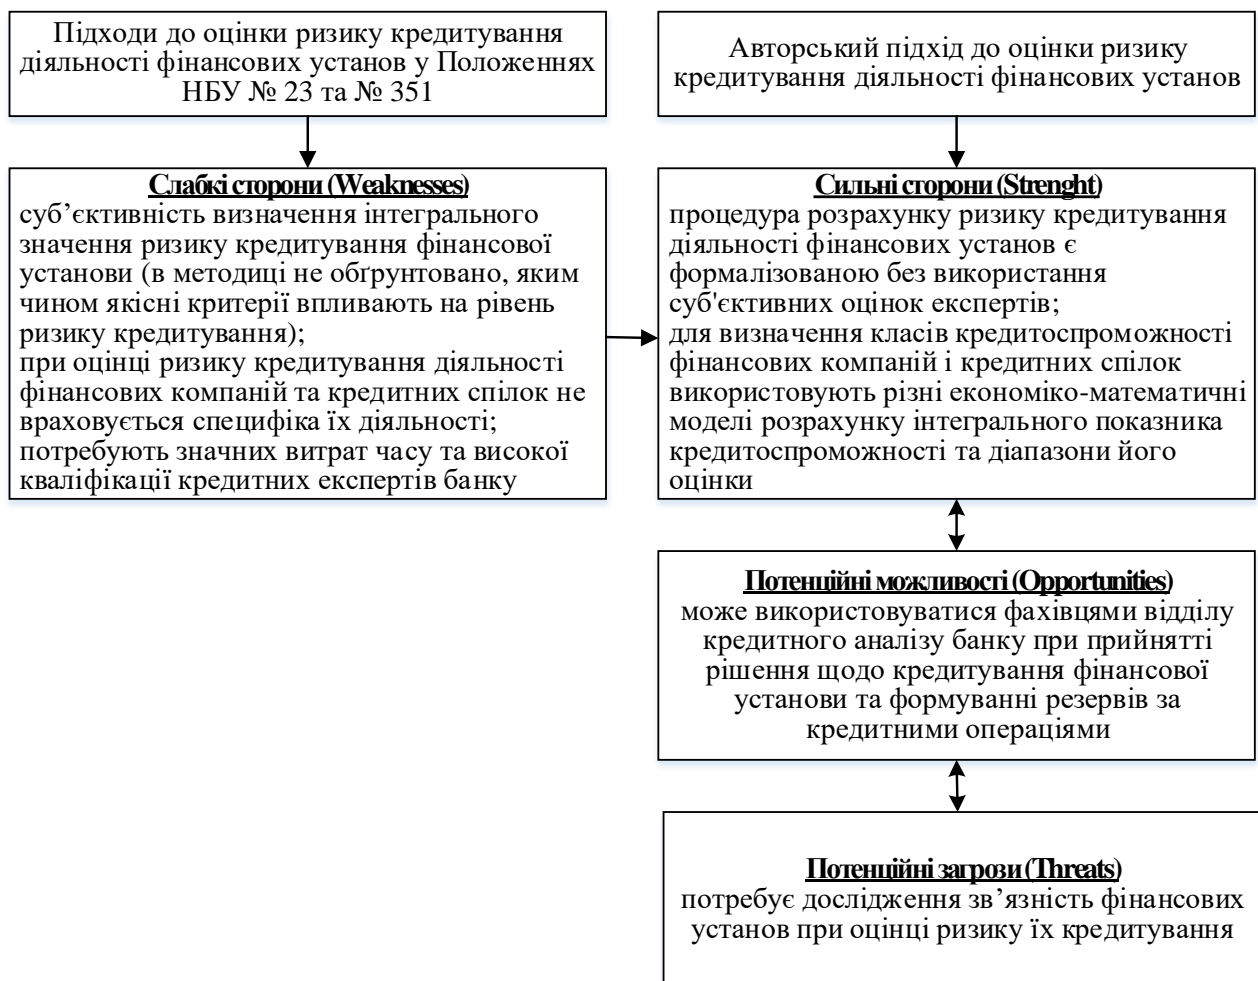 Підходи до оцінки ризику кредитування
діяльності фінансових установ у Положеннях
НБУ № 23 та № 351
Авторський підхід до оцінки ризику
кредитування діяльності фінансових установ
Слабкі сторони (Weaknesses)
суб’єктивність визначення інтегрального
значення ризику кредитування фінансової
установи (в методиці не обґрунтовано, яким
чином якісні критерії впливають на рівень
ризику кредитування);
при оцінці ризику кредитування діяльності
фінансових компаній та кредитних спілок не
враховується специфіка їх діяльності;
потребують значних витрат часу та високої
кваліфікації кредитних експертів банку
Сильні сторони (Strenght)
процедура розрахунку ризику кредитування
діяльності фінансових установ є
формалізованою без використання
суб'єктивних оцінок експертів;
для визначення класів кредитоспроможності
фінансових компаній і кредитних спілок
використовують різні економіко-математичні
моделі розрахунку інтегрального показника
кредитоспроможності та діапазони його
оцінки
Потенційні можливості (Opportunities)
може використовуватися фахівцями відділу
кредитного аналізу банку при прийнятті
рішення щодо кредитування фінансової
установи та формуванні резервів за
кредитними операціями
Потенційні загрози (Threats)
потребує дослідження зв’язність фінансових
установ при оцінці ризику їх кредитування